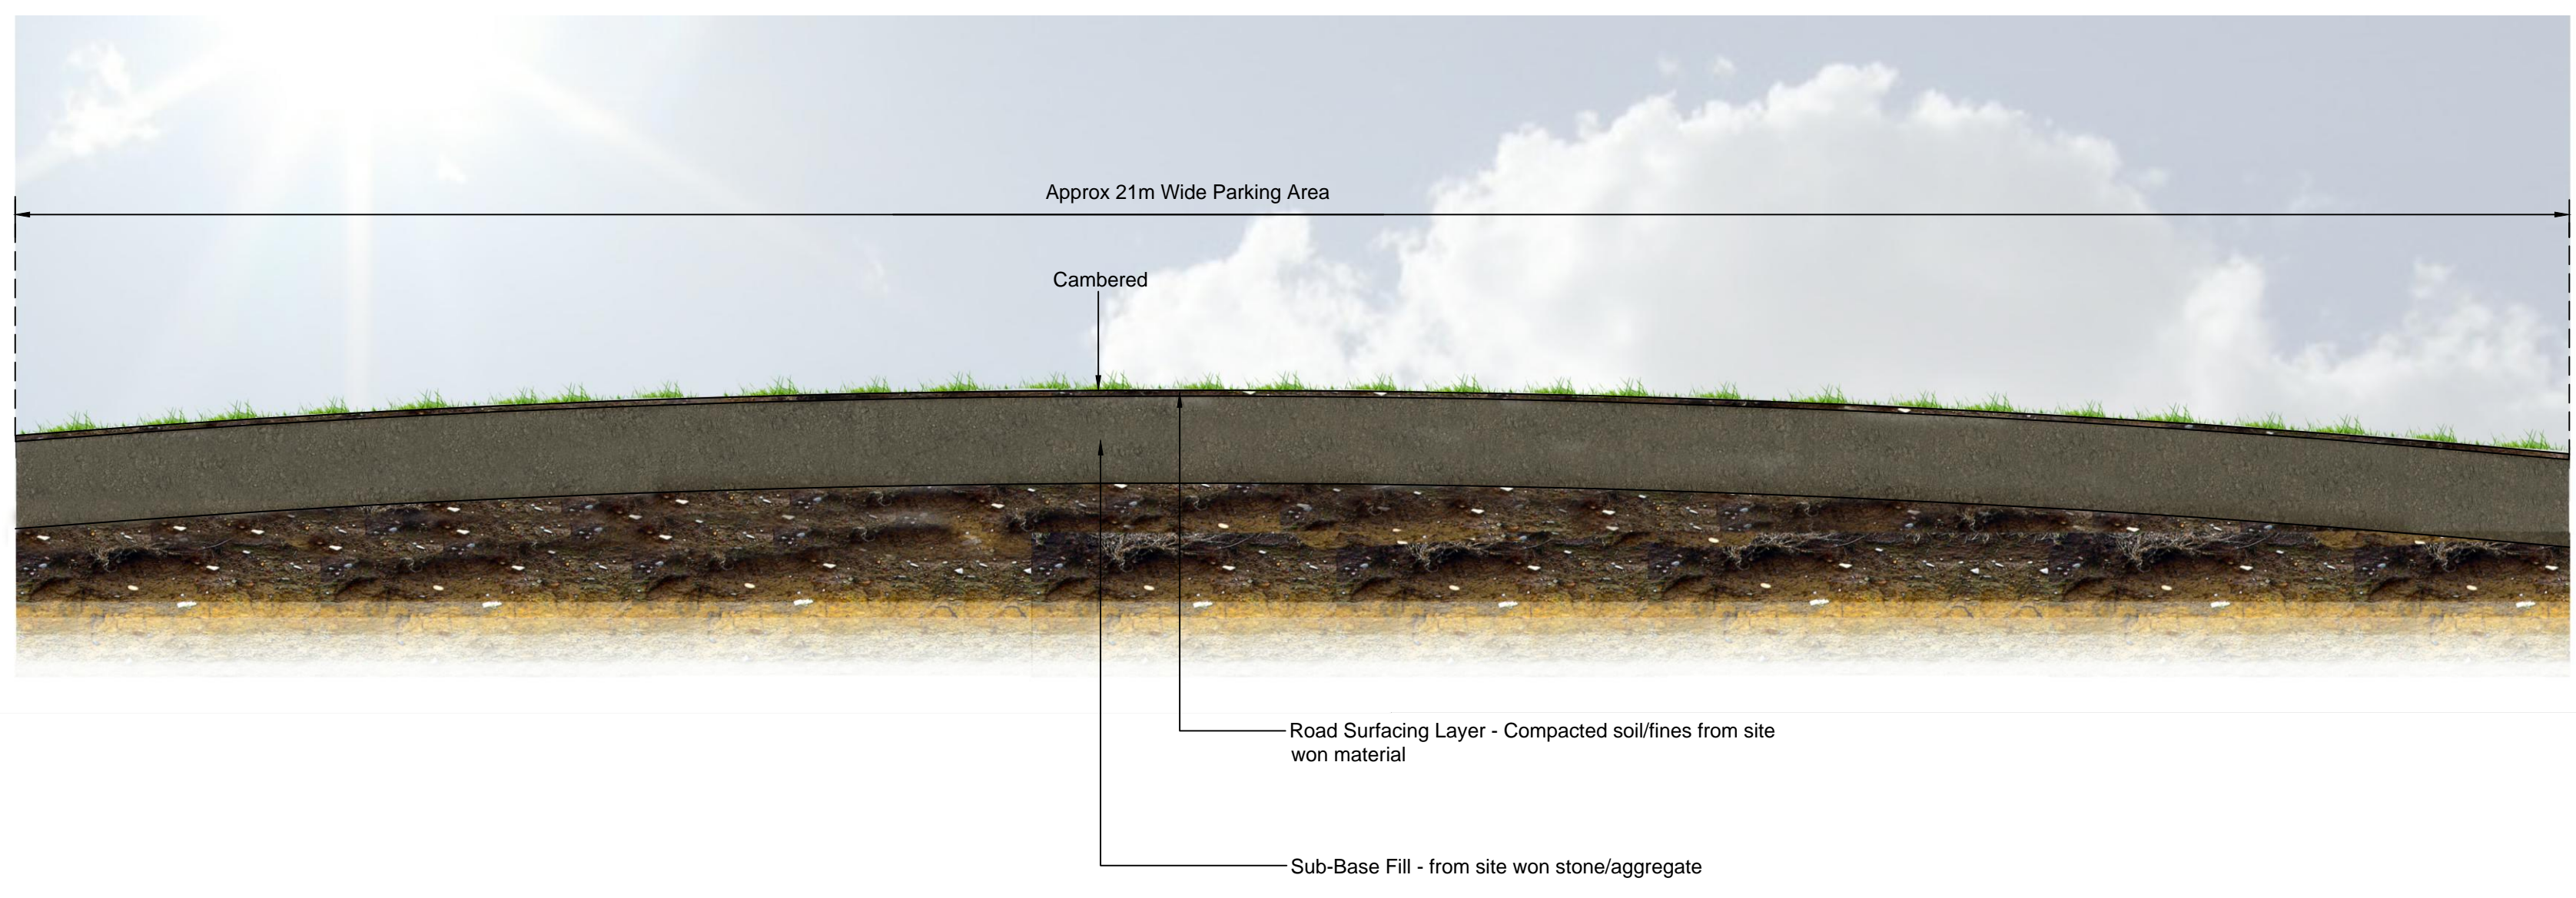 Approx 21m Wide Parking Area
Cambered
Road Surfacing Layer - Compacted soil/fines from site
won material
Sub-Base Fill - from site won stone/aggregate